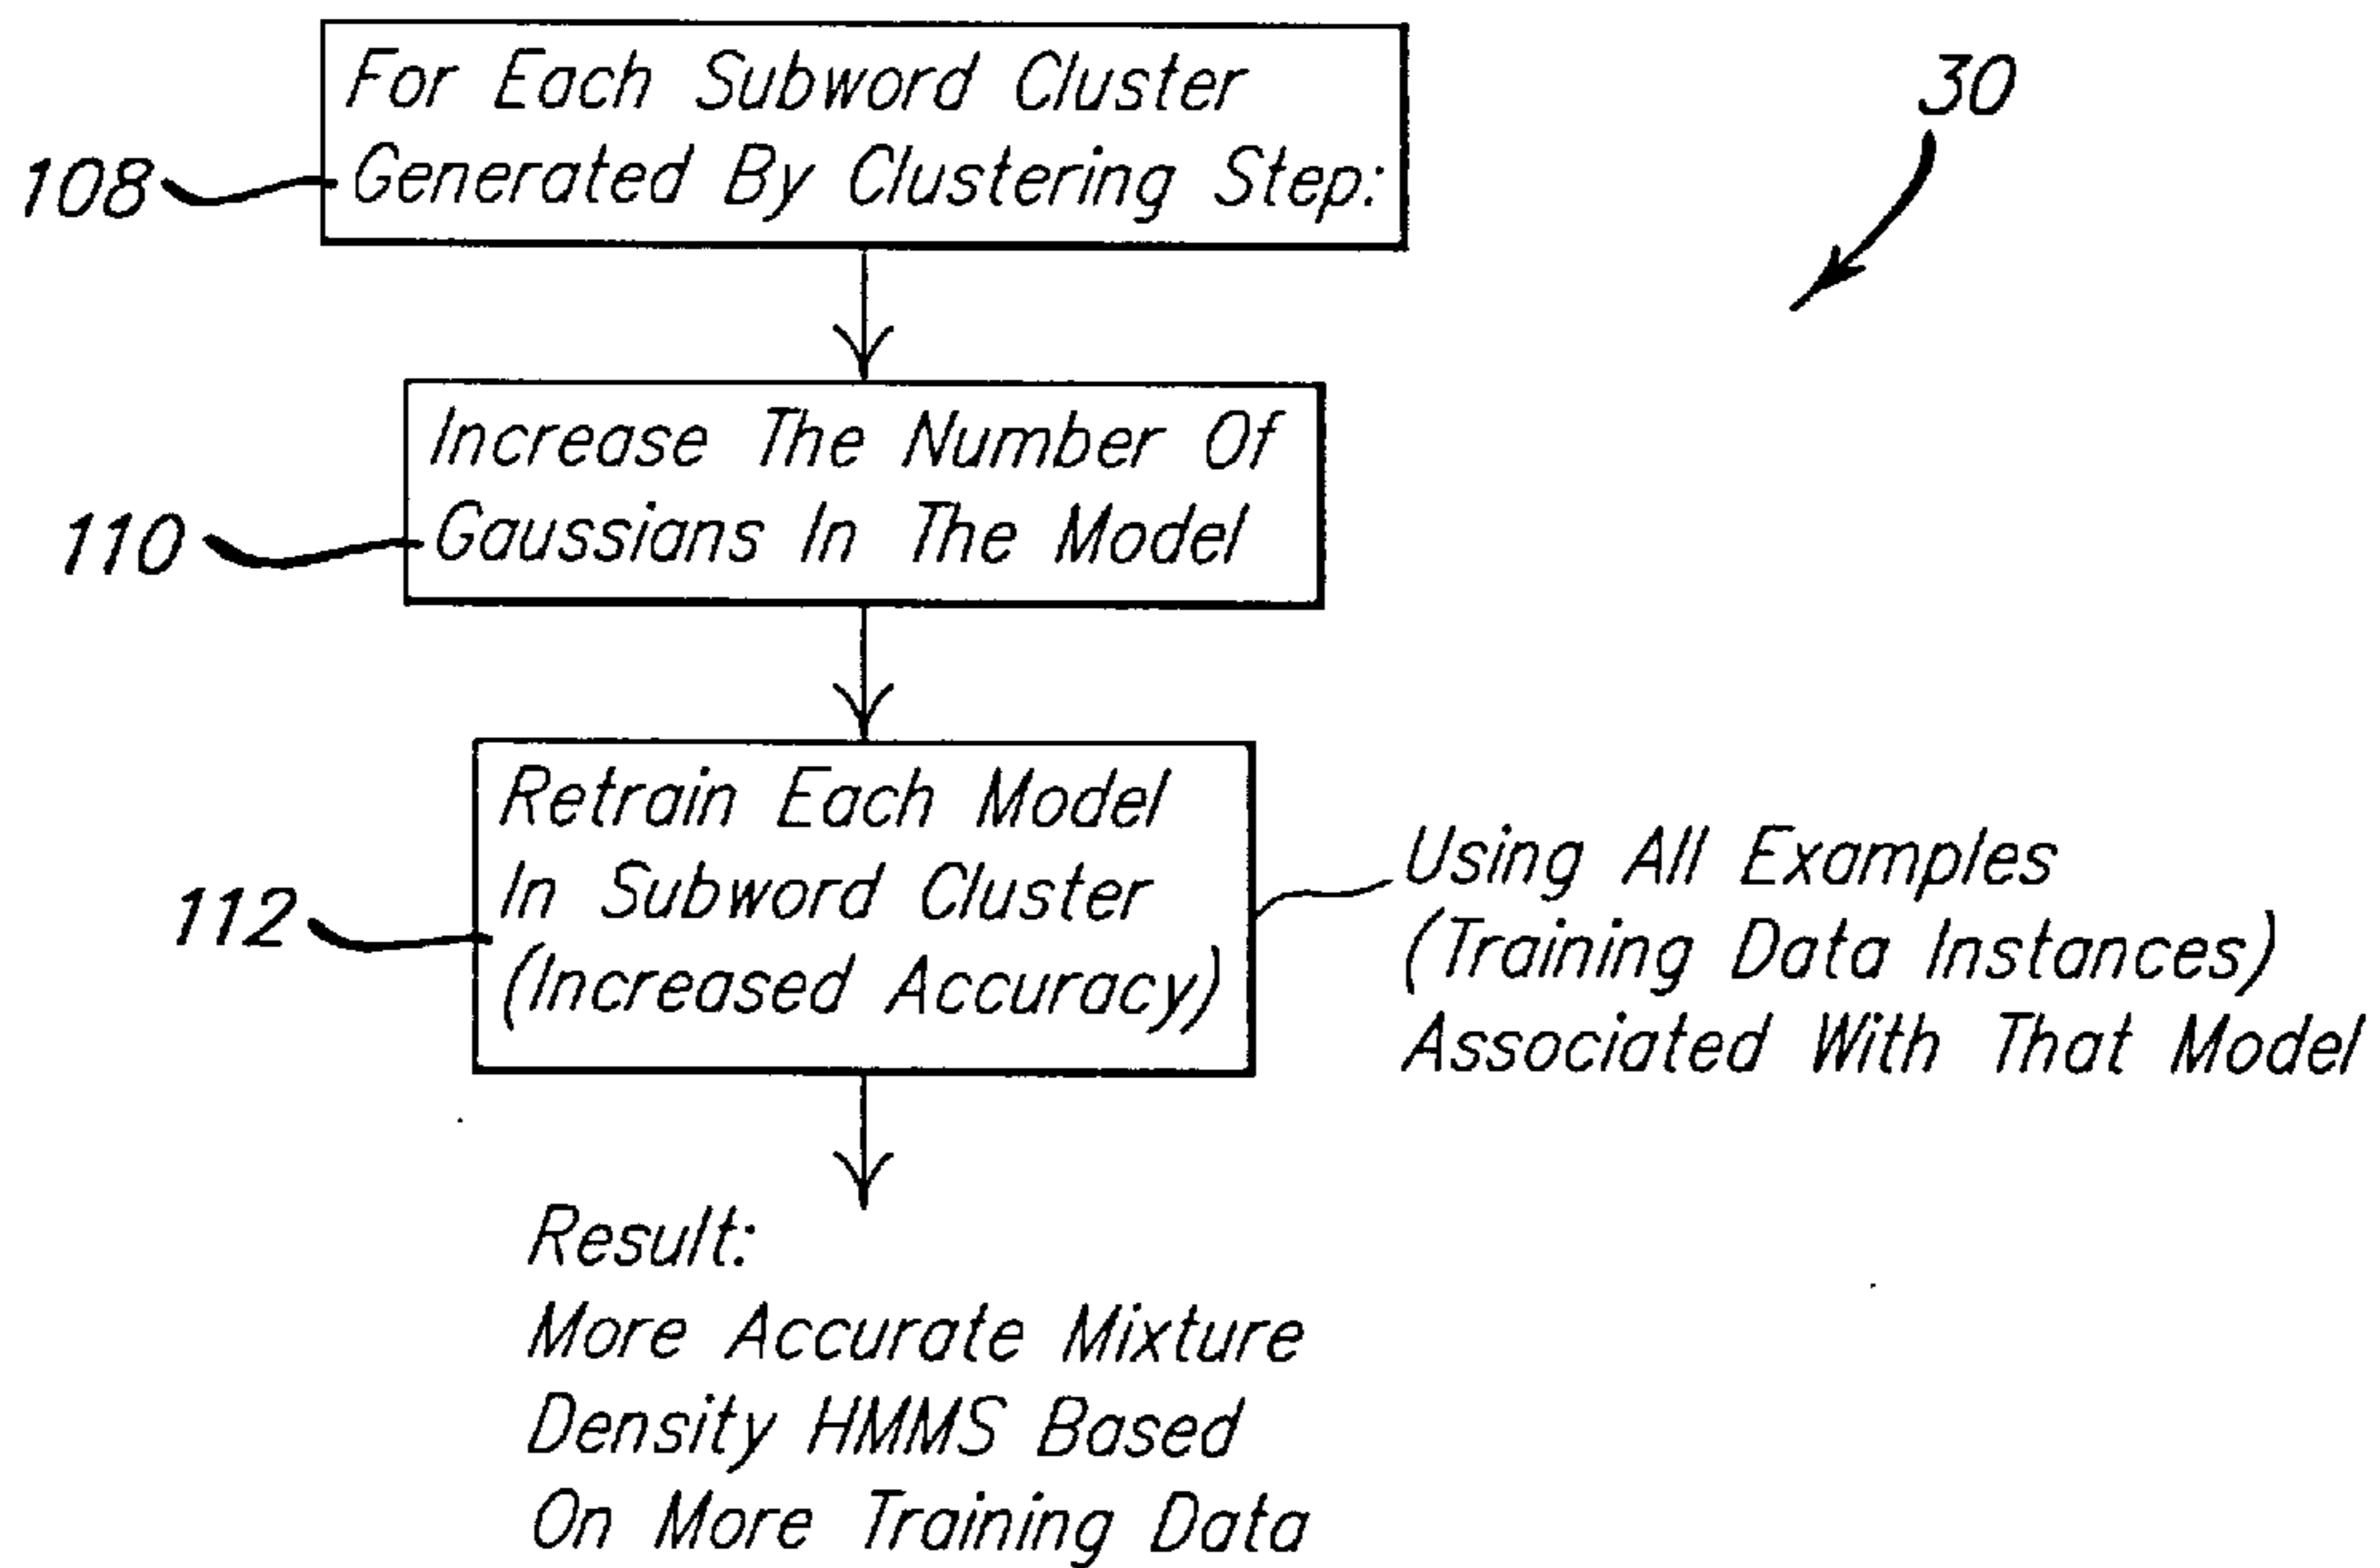 For Each Subword Cluster
Generated By Clustering Step:
30
108
Increase The Number Of
Gaussians In The Model
110
Retrain Each Model
In Subword Cluster
(Increased Accuracy)
112
Using All Examples
(Training Data Instances)
Associated With That Model
Result:
More Accurate Mixture
Density HMMS Based
On More Training Data